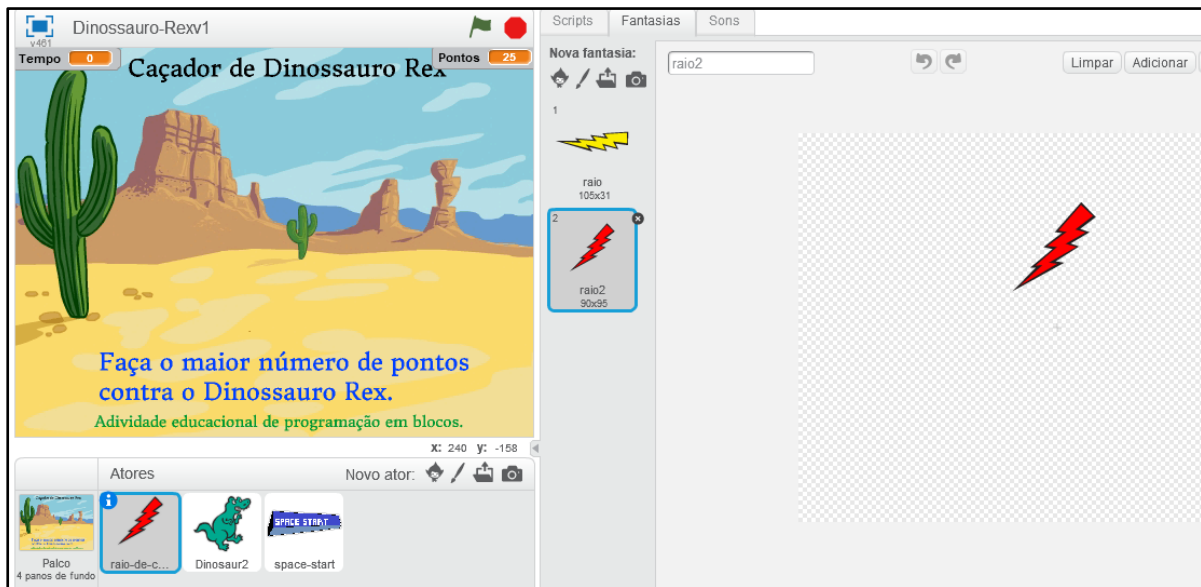 Dinossauro-Rexv1
v461
Scripts
Fantasias
Sons
Tempo 0
Pontos 25
Caçador de Dinossauro Rex
Faça o maior número de pontos
contra o Dinossauro Rex.
Adividade educacional de programação em blocos.
x: 240 y: -158
Nova fantasia:
raio2
Limpar
Adicionar
1
raio
105x31
2
raio2
90x95
Atores
Novo ator:
Palco
4 panos de fundo
raio-de-c...
Dinosaur2
SPACE START
space-start